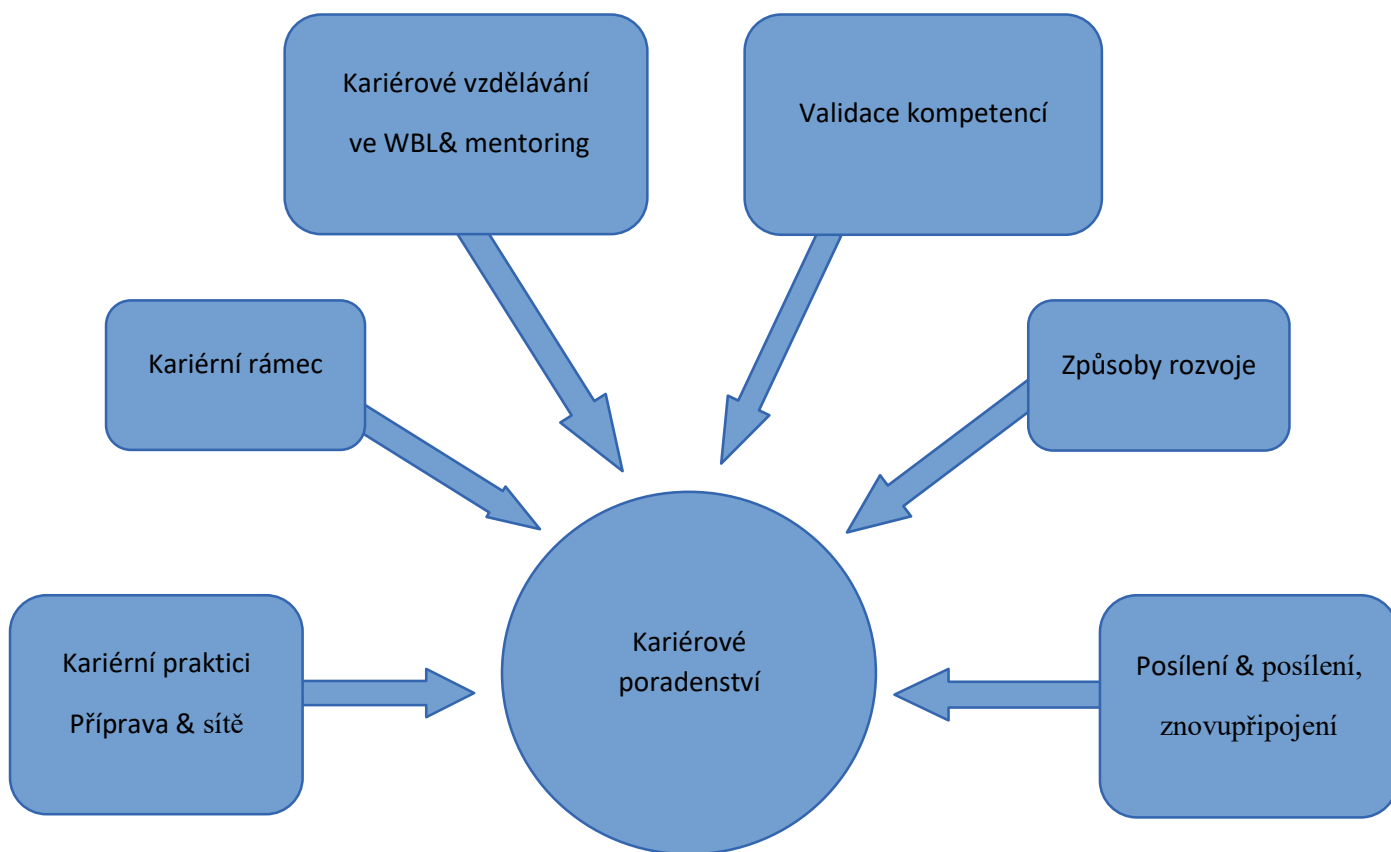 Kariérové vzdělávání
ve WBL& mentoring
Validace kompetencí
Kariérní rámec
Způsoby rozvoje
Kariérní praktici
Příprava & sítě
Kariérové
poradenství
Posílení & posílení,
znovupřipojení